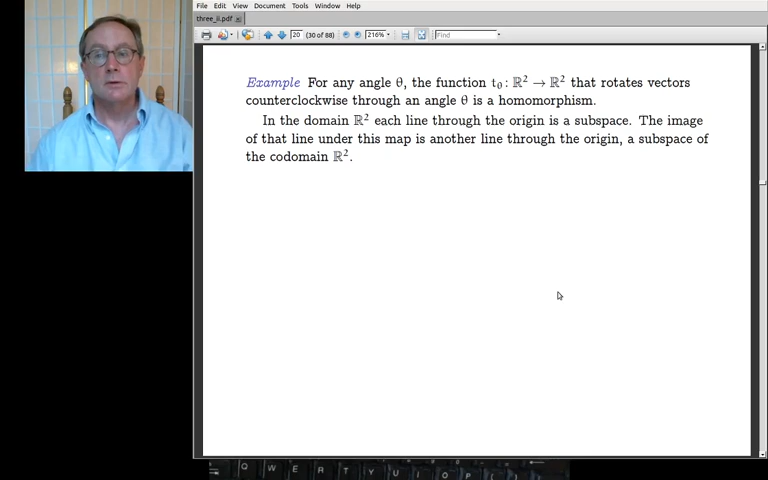 File Edit View Document Tools Windows Help
three_ii.pdf
20 (30 of 88) 216% Find
Example For any angle θ, the function tθ : ℝ² → ℝ² that rotates vectors
counterclockwise through an angle θ is a homomorphism.
In the domain ℝ² each line through the origin is a subspace. The image
of that line under this map is another line through the origin, a subspace of
the codomain ℝ².
Q W E R T Y U I O P